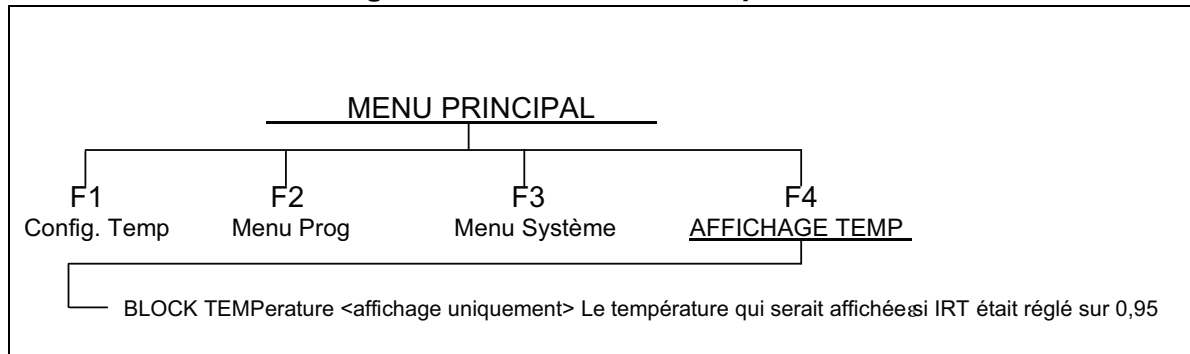 MENU PRINCIPAL
F1 F2 F3 F4
Config. Temp Menu Prog Menu Système AFFICHAGE TEMP
BLOCK TEMPerature <affichage uniquement> Le température qui serait affichée si IRT était réglé sur 0,95